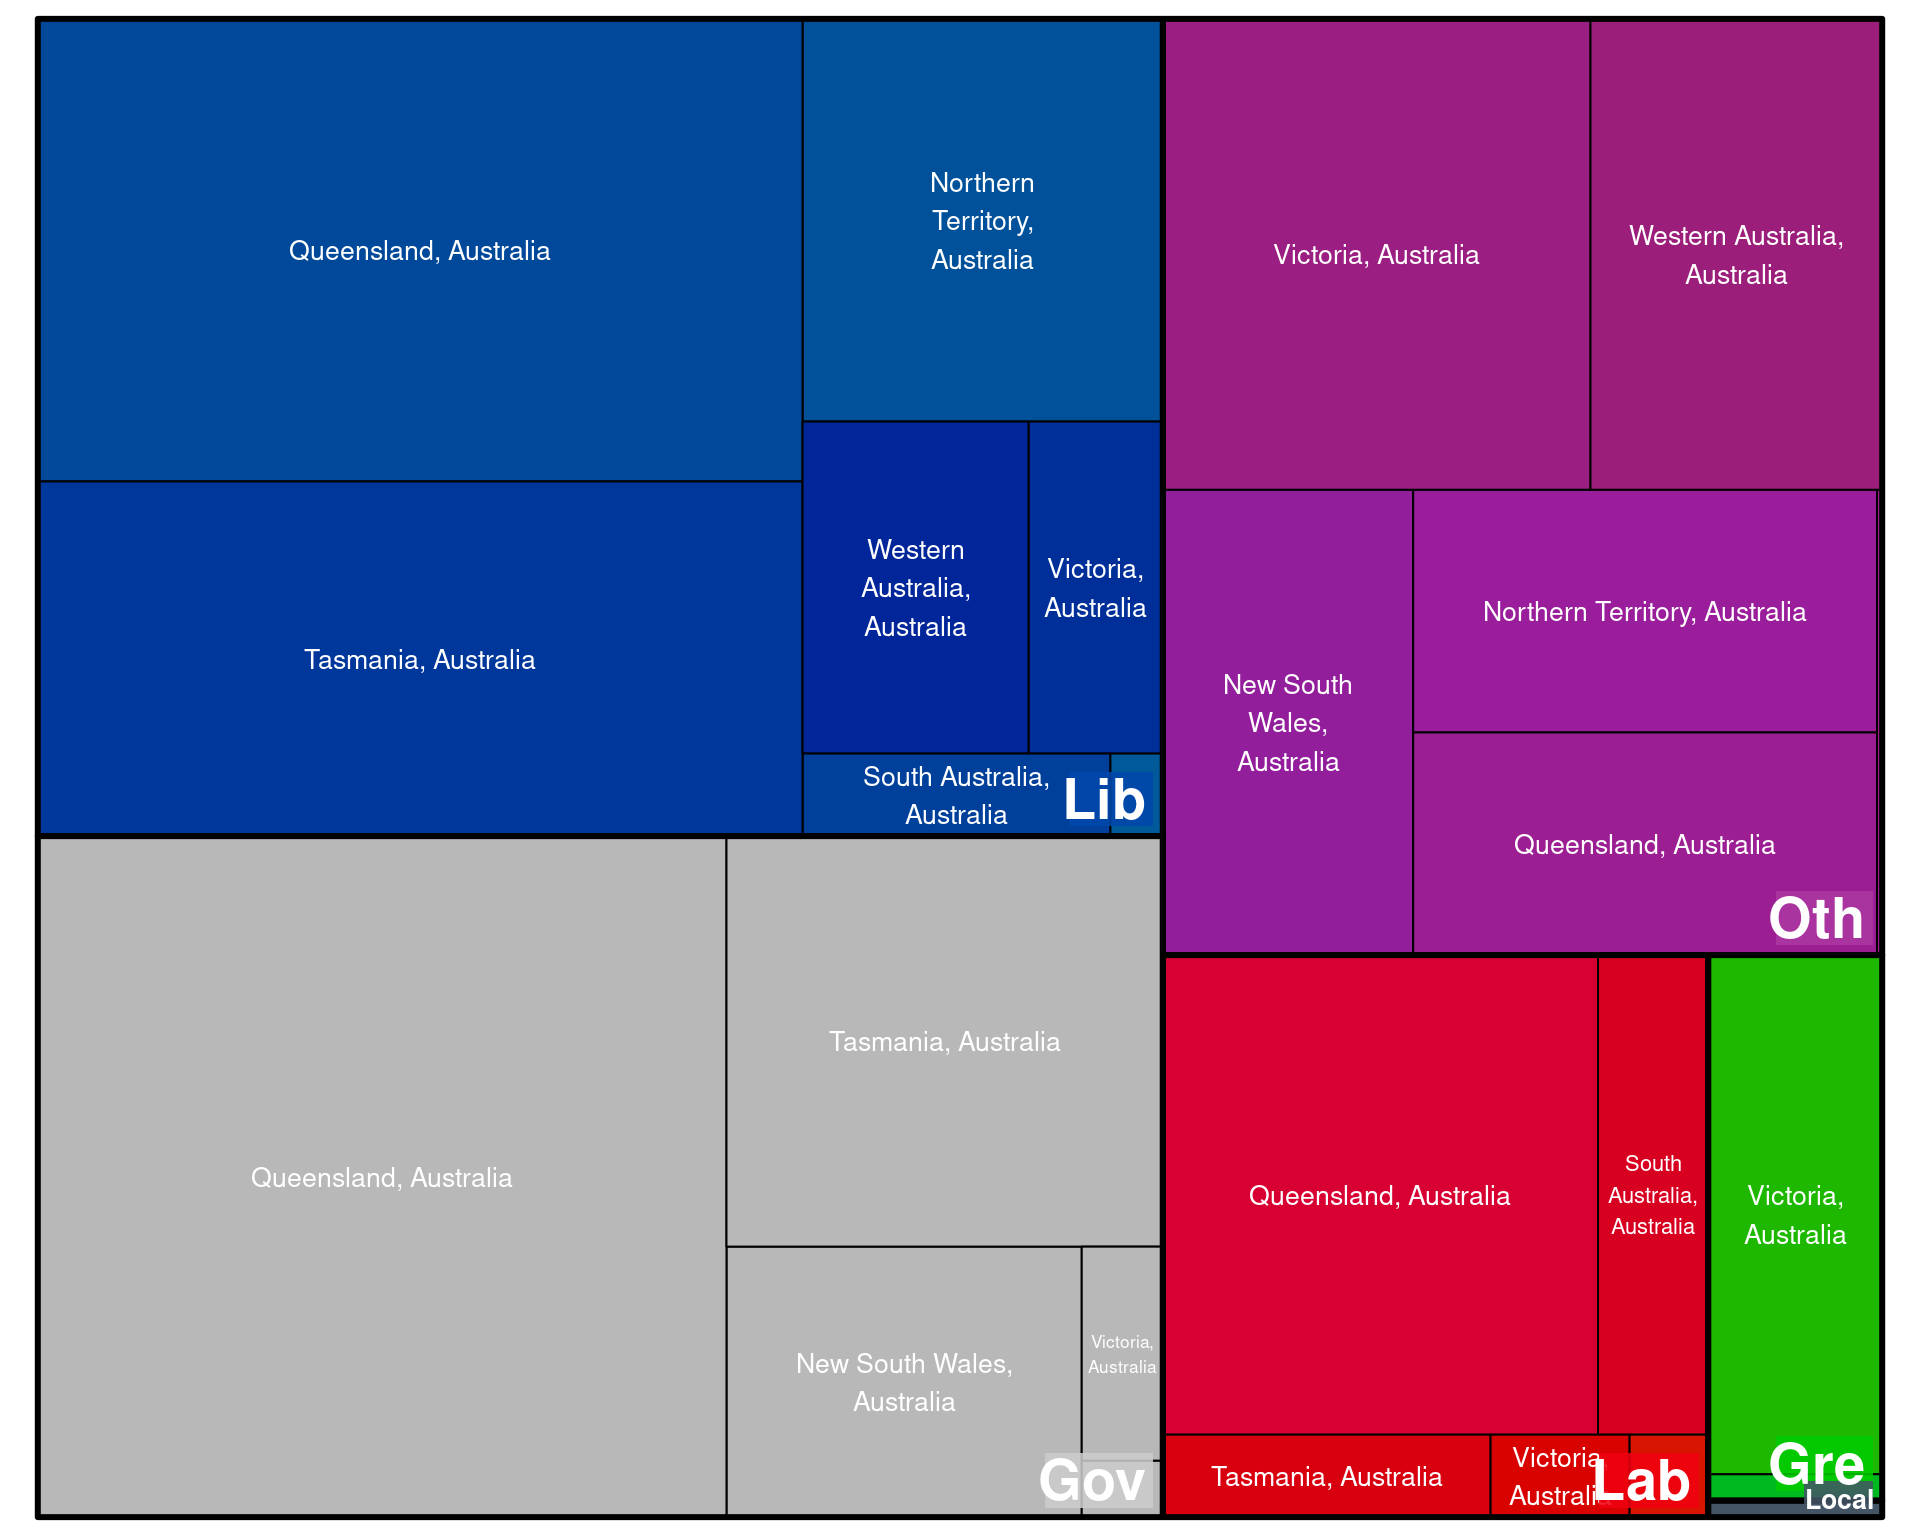 Queensland, Australia
Northern
Territory,
Australia
Tasmania, Australia
Western
Australia,
Australia
Victoria,
Australia
South Australia,
Australia
Lib
Victoria, Australia
Western Australia,
Australia
New South
Wales,
Australia
Northern Territory, Australia
Queensland, Australia
Oth
Queensland, Australia
Tasmania, Australia
New South Wales,
Australia
Victoria,
Australia
Gov
Queensland, Australia
South
Australia,
Australia
Tasmania, Australia
Victoria,
Australia
Lab
Victoria,
Australia
Gre
Local